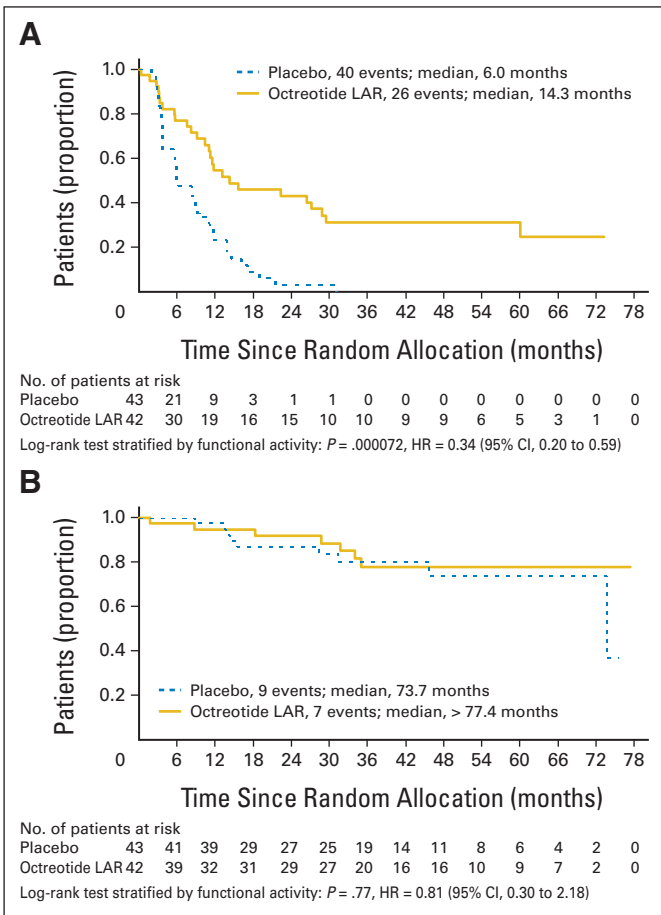 A
Placebo, 40 events; median, 6.0 months
Octreotide LAR, 26 events; median, 14.3 months
Patients (proportion)
1.0
0.8
0.6
0.4
0.2
0 6 12 18 24 30 36 42 48 54 60 66 72 78
Time Since Random Allocation (months)
No. of patients at risk
Placebo 43 21 9 3 1 1 0 0 0 0 0 0 0 0
Octreotide LAR 42 30 19 16 15 10 10 9 9 6 5 3 1 0
Log-rank test stratified by functional activity: P = .000072, HR = 0.34 (95% CI, 0.20 to 0.59)
B
Patients (proportion)
1.0
0.8
0.6
0.4
0.2
Placebo, 9 events; median, 73.7 months
Octreotide LAR, 7 events; median, > 77.4 months
0 6 12 18 24 30 36 42 48 54 60 66 72 78
Time Since Random Allocation (months)
No. of patients at risk
Placebo 43 41 39 29 27 25 19 14 11 8 6 4 2 0
Octreotide LAR 42 39 32 31 29 27 20 16 16 10 9 7 2 0
Log-rank test stratified by functional activity: P = .77, HR = 0.81 (95% CI, 0.30 to 2.18)